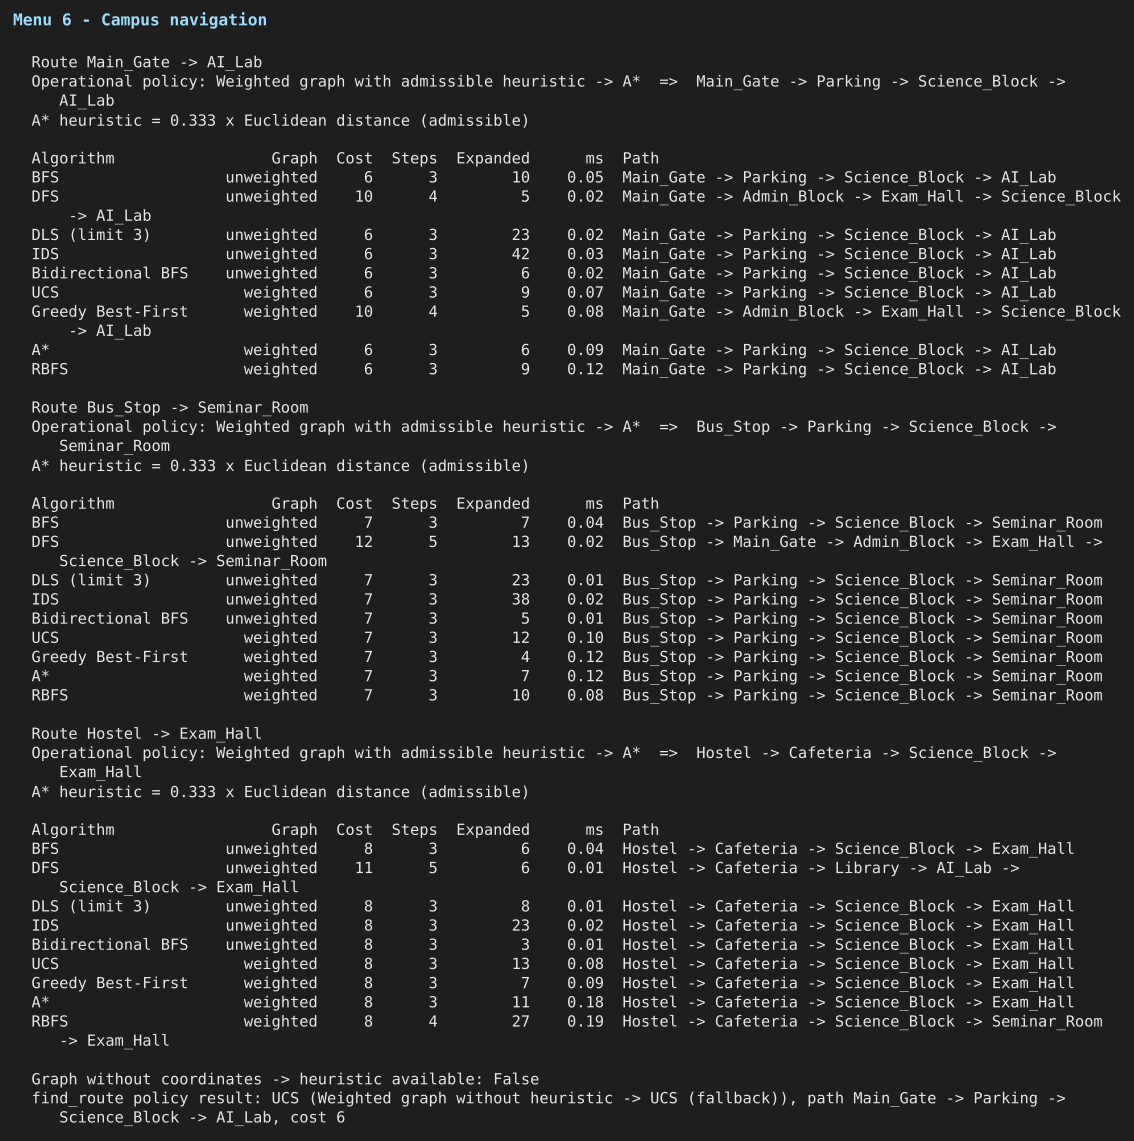 Menu 6 - Campus navigation
Route Main_Gate -> AI_Lab
Operational policy: Weighted graph with admissible heuristic -> A*  =>  Main_Gate -> Parking -> Science_Block ->
AI_Lab
A* heuristic = 0.333 x Euclidean distance (admissible)
Algorithm                 Graph  Cost  Steps  Expanded      ms  Path
BFS                  unweighted     6      3        10    0.05  Main_Gate -> Parking -> Science_Block -> AI_Lab
DFS                  unweighted    10      4         5    0.02  Main_Gate -> Admin_Block -> Exam_Hall -> Science_Block
-> AI_Lab
DLS (limit 3)        unweighted     6      3        23    0.02  Main_Gate -> Parking -> Science_Block -> AI_Lab
IDS                  unweighted     6      3        42    0.03  Main_Gate -> Parking -> Science_Block -> AI_Lab
Bidirectional BFS    unweighted     6      3         6    0.02  Main_Gate -> Parking -> Science_Block -> AI_Lab
UCS                    weighted     6      3         9    0.07  Main_Gate -> Parking -> Science_Block -> AI_Lab
Greedy Best-First      weighted    10      4         5    0.08  Main_Gate -> Admin_Block -> Exam_Hall -> Science_Block
-> AI_Lab
A*                     weighted     6      3         6    0.09  Main_Gate -> Parking -> Science_Block -> AI_Lab
RBFS                   weighted     6      3         9    0.12  Main_Gate -> Parking -> Science_Block -> AI_Lab
Route Bus_Stop -> Seminar_Room
Operational policy: Weighted graph with admissible heuristic -> A*  =>  Bus_Stop -> Parking -> Science_Block ->
Seminar_Room
A* heuristic = 0.333 x Euclidean distance (admissible)
Algorithm                 Graph  Cost  Steps  Expanded      ms  Path
BFS                  unweighted     7      3         7    0.04  Bus_Stop -> Parking -> Science_Block -> Seminar_Room
DFS                  unweighted    12      5        13    0.02  Bus_Stop -> Main_Gate -> Admin_Block -> Exam_Hall ->
Science_Block -> Seminar_Room
DLS (limit 3)        unweighted     7      3        23    0.01  Bus_Stop -> Parking -> Science_Block -> Seminar_Room
IDS                  unweighted     7      3        38    0.02  Bus_Stop -> Parking -> Science_Block -> Seminar_Room
Bidirectional BFS    unweighted     7      3         5    0.01  Bus_Stop -> Parking -> Science_Block -> Seminar_Room
UCS                    weighted     7      3        12    0.10  Bus_Stop -> Parking -> Science_Block -> Seminar_Room
Greedy Best-First      weighted     7      3         4    0.12  Bus_Stop -> Parking -> Science_Block -> Seminar_Room
A*                     weighted     7      3         7    0.12  Bus_Stop -> Parking -> Science_Block -> Seminar_Room
RBFS                   weighted     7      3        10    0.08  Bus_Stop -> Parking -> Science_Block -> Seminar_Room
Route Hostel -> Exam_Hall
Operational policy: Weighted graph with admissible heuristic -> A*  =>  Hostel -> Cafeteria -> Science_Block ->
Exam_Hall
A* heuristic = 0.333 x Euclidean distance (admissible)
Algorithm                 Graph  Cost  Steps  Expanded      ms  Path
BFS                  unweighted     8      3         6    0.04  Hostel -> Cafeteria -> Science_Block -> Exam_Hall
DFS                  unweighted    11      5         6    0.01  Hostel -> Cafeteria -> Library -> AI_Lab ->
Science_Block -> Exam_Hall
DLS (limit 3)        unweighted     8      3         8    0.01  Hostel -> Cafeteria -> Science_Block -> Exam_Hall
IDS                  unweighted     8      3        23    0.02  Hostel -> Cafeteria -> Science_Block -> Exam_Hall
Bidirectional BFS    unweighted     8      3         3    0.01  Hostel -> Cafeteria -> Science_Block -> Exam_Hall
UCS                    weighted     8      3        13    0.08  Hostel -> Cafeteria -> Science_Block -> Exam_Hall
Greedy Best-First      weighted     8      3         7    0.09  Hostel -> Cafeteria -> Science_Block -> Exam_Hall
A*                     weighted     8      3        11    0.18  Hostel -> Cafeteria -> Science_Block -> Exam_Hall
RBFS                   weighted     8      4        27    0.19  Hostel -> Cafeteria -> Science_Block -> Seminar_Room
-> Exam_Hall
Graph without coordinates -> heuristic available: False
find_route policy result: UCS (Weighted graph without heuristic -> UCS (fallback)), path Main_Gate -> Parking ->
Science_Block -> AI_Lab, cost 6